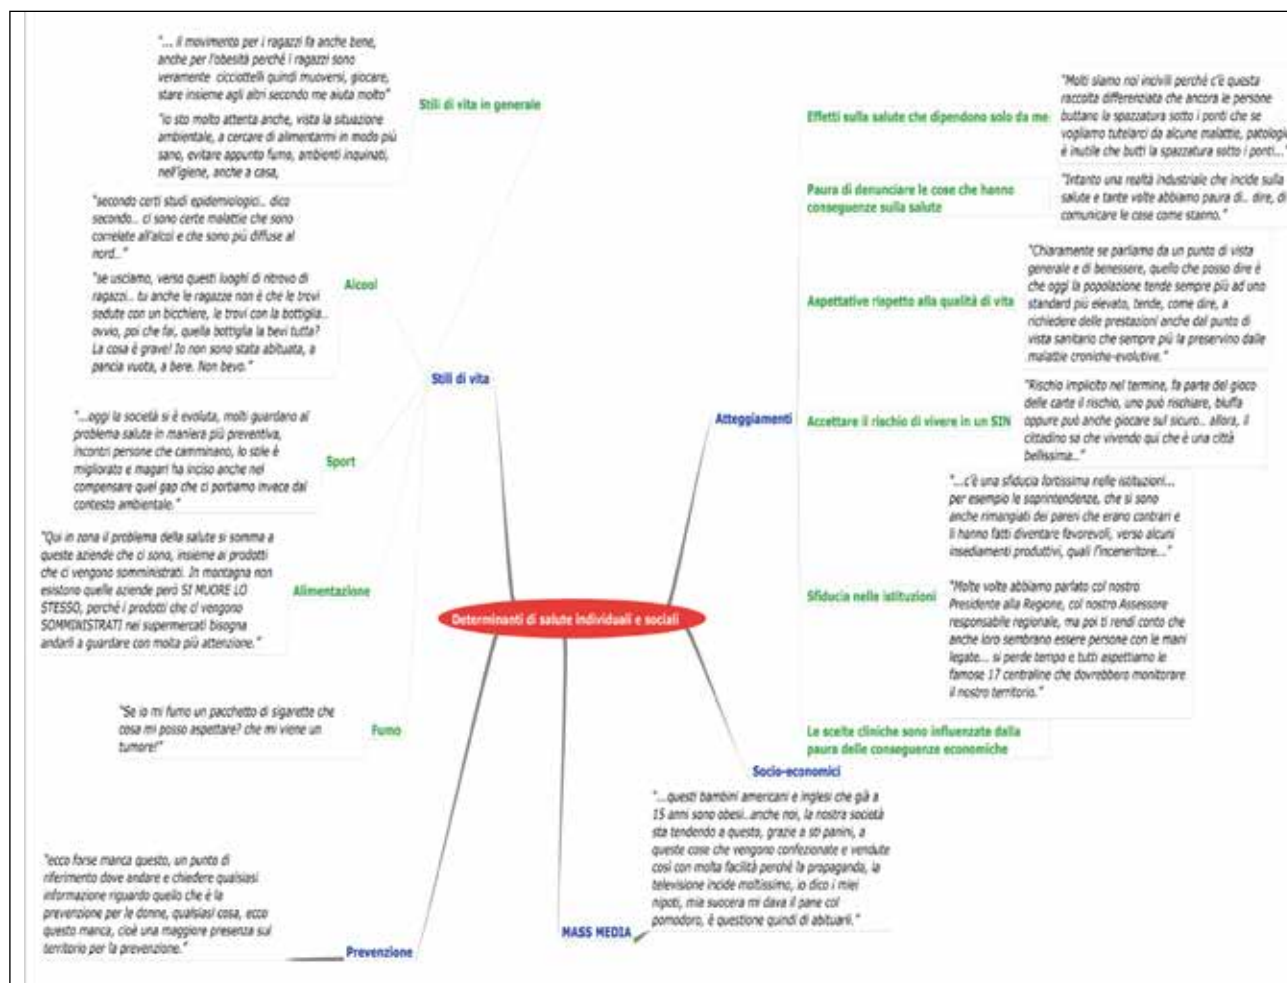 "... il movimento per i ragazzi fa anche bene,
anche per l'obesità perché i ragazzi sono
veramente cicciottelli quindi muoversi, giocare,
stare insieme agli altri secondo me aiuta molto"
"io sto molto attenta anche, vista la situazione
ambientale, a cercare di alimentarmi in modo più
sano, evitare appunto fumo, ambienti inquinati,
nell'igiene, anche a casa,
Stili di vita in generale
"secondo certi studi epidemiologici.. dico
secondo.. ci sono certe malattie che sono
correlate all'alcol e che sono più diffuse al
nord..."
"se usciamo, verso questi luoghi di ritrovo di
ragazzi.. tu anche le ragazze non è che le trovi
sedute con un bicchiere, le trovi con la bottiglia..
ovvio, poi che fai, quella bottiglia la bevi tutta?
La cosa è grave! Io non sono stata abituata, a
pancia vuota, a bere. Non bevo."
Alcool
Stili di vita
"...oggi la società si è evoluta, molti guardano al
problema salute in maniera più preventiva,
incontri persone che camminano, lo stile è
migliorato e magari ha inciso anche nel
compensare quel gap che ci portiamo invece dal
contesto ambientale."
Sport
"Qui in zona il problema della salute si somma a
queste aziende che ci sono, insieme ai prodotti
che ci vengono somministrati. In montagna non
esistono quelle aziende però SI MUORE LO
STESSO, perché i prodotti che ci vengono
SOMMINISTRATI nei supermercati bisogna
andarli a guardare con molta più attenzione."
Alimentazione
"Se io mi fumo un pacchetto di sigarette che
cosa mi posso aspettare? che mi viene un
tumore!"
Fumo
"ecco forse manca questo, un punto di
riferimento dove andare e chiedere qualsiasi
informazione riguardo quello che è la
prevenzione per le donne, qualsiasi cosa, ecco
questo manca, cioè una maggiore presenza sul
territorio per la prevenzione."
Prevenzione
Determinanti di salute individuali e sociali
MASS MEDIA
"...questi bambini americani e inglesi che già a
15 anni sono obesi..anche noi, la nostra società
sta tendendo a questo, grazie a sti panini, a
queste cose che vengono confezionate e vendute
così con molta facilità perché la propaganda, la
televisione incide moltissimo, io dico i miei
nipoti, mia suocera mi dava il pane col
pomodoro, è questione quindi di abituarli."
Socio-economici
Atteggiamenti
Effetti sulla salute che dipendono solo da me
"Molti siamo noi incivili perché c'è questa
raccolta differenziata che ancora le persone
buttano la spazzatura sotto i ponti che se
vogliamo tutelarci da alcune malattie, patologie
è inutile che butti la spazzatura sotto i ponti..."
Paura di denunciare le cose che hanno
conseguenze sulla salute
"Intanto una realtà industriale che incide sulla
salute e tante volte abbiamo paura di.. dire, di
comunicare le cose come stanno."
Aspettative rispetto alla qualità di vita
"Chiaramente se parliamo da un punto di vista
generale e di benessere, quello che posso dire è
che oggi la popolazione tende sempre più ad uno
standard più elevato, tende, come dire, a
richiedere delle prestazioni anche dal punto di
vista sanitario che sempre più la preservino dalle
malattie croniche-evolutive."
Accettare il rischio di vivere in un SIN
"Rischio implicito nel termine, fa parte del gioco
delle carte il rischio, uno può rischiare, bluffa
oppure può anche giocare sul sicuro.. allora, il
cittadino sa che vivendo qui che è una città
bellissima..."
Sfiducia nelle istituzioni
"...c'è una sfiducia fortissima nelle istituzioni...
per esempio le soprintendenze, che si sono
anche rimangiati dei pareri che erano contrari e
li hanno fatti diventare favorevoli, verso alcuni
insediamenti produttivi, quali l'inceneritore..."
"Molte volte abbiamo parlato col nostro
Presidente alla Regione, col nostro Assessore
responsabile regionale, ma poi ti rendi conto che
anche loro sembrano essere persone con le mani
legate... si perde tempo e tutti aspettiamo le
famose 17 centraline che dovrebbero monitorare
il nostro territorio."
Le scelte cliniche sono influenzate dalla
paura delle conseguenze economiche